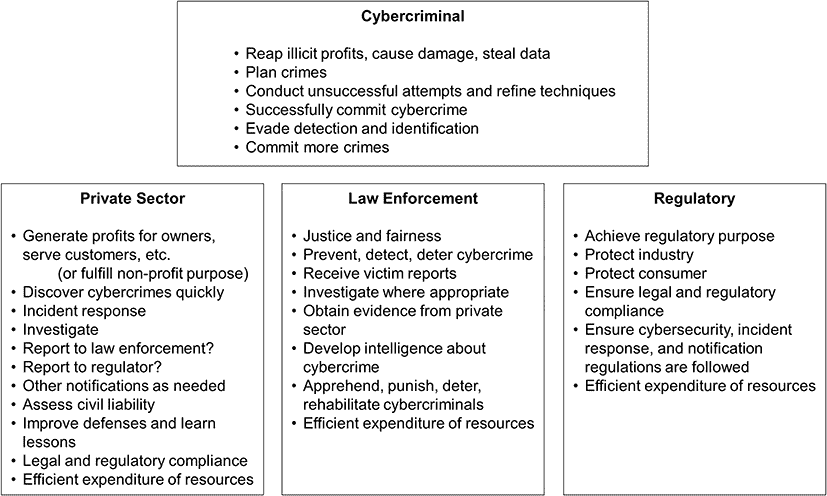 Cybercriminal
• Reap illicit profits, cause damage, steal data
• Plan crimes
• Conduct unsuccessful attempts and refine techniques
• Successfully commit cybercrime
• Evade detection and identification
• Commit more crimes
Private Sector
• Generate profits for owners,
serve customers, etc.
(or fulfill non-profit purpose)
• Discover cybercrimes quickly
• Incident response
• Investigate
• Report to law enforcement?
• Report to regulator?
• Other notifications as needed
• Assess civil liability
• Improve defenses and learn
lessons
• Legal and regulatory compliance
• Efficient expenditure of resources
Law Enforcement
• Justice and fairness
• Prevent, detect, deter cybercrime
• Receive victim reports
• Investigate where appropriate
• Obtain evidence from private
sector
• Develop intelligence about
cybercrime
• Apprehend, punish, deter,
rehabilitate cybercriminals
• Efficient expenditure of resources
Regulatory
• Achieve regulatory purpose
• Protect industry
• Protect consumer
• Ensure legal and regulatory
compliance
• Ensure cybersecurity, incident
response, and notification
regulations are followed
• Efficient expenditure of resources